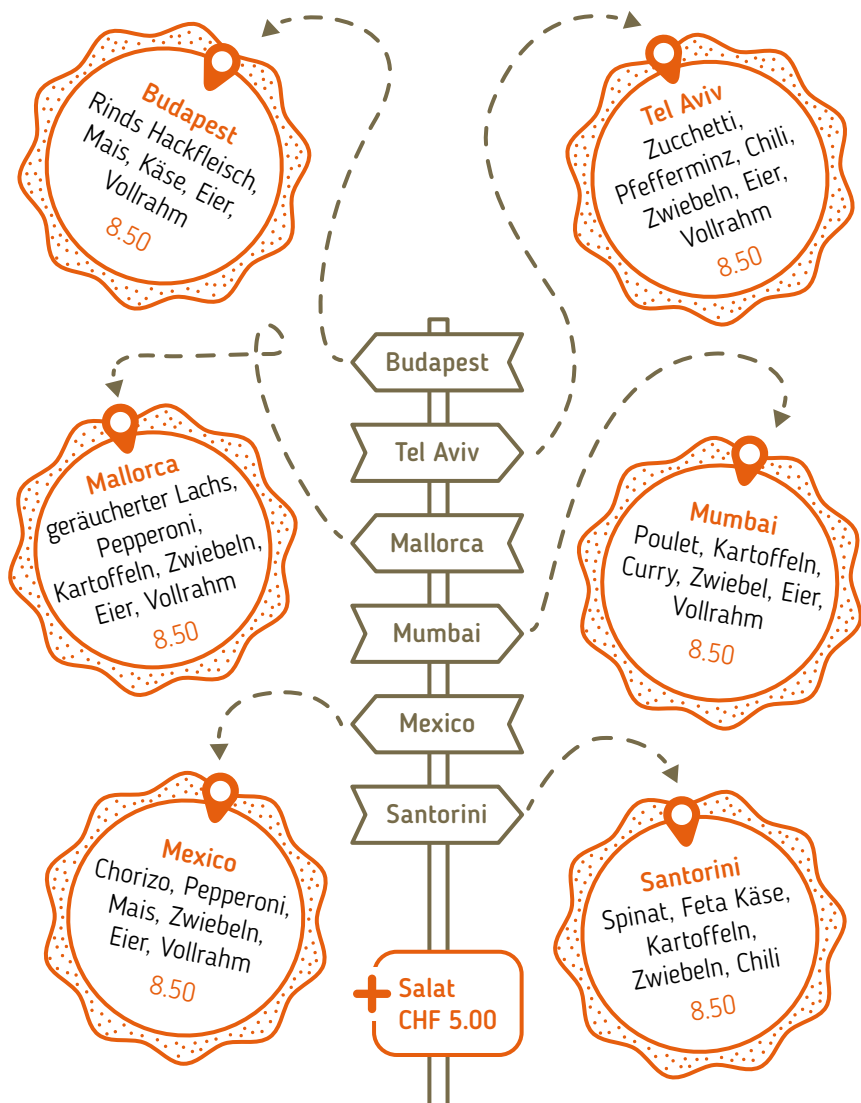 Budapest
Rinds Hackfleisch,
Mais, Käse, Eier,
Vollrahm
8.50
Tel Aviv
Zucchetti,
Pfefferminz, Chili,
Zwiebeln, Eier,
Vollrahm
8.50
Budapest
Tel Aviv
Mallorca
Mumbai
Mexico
Santorini
Mallorca
geräucherter Lachs,
Pepperoni,
Kartoffeln, Zwiebeln,
Eier, Vollrahm
8.50
Mumbai
Poulet, Kartoffeln,
Curry, Zwiebel, Eier,
Vollrahm
8.50
Mexico
Chorizo, Pepperoni,
Mais, Zwiebeln,
Eier, Vollrahm
8.50
Santorini
Spinat, Feta Käse,
Kartoffeln,
Zwiebeln, Chili
8.50
+ Salat
CHF 5.00